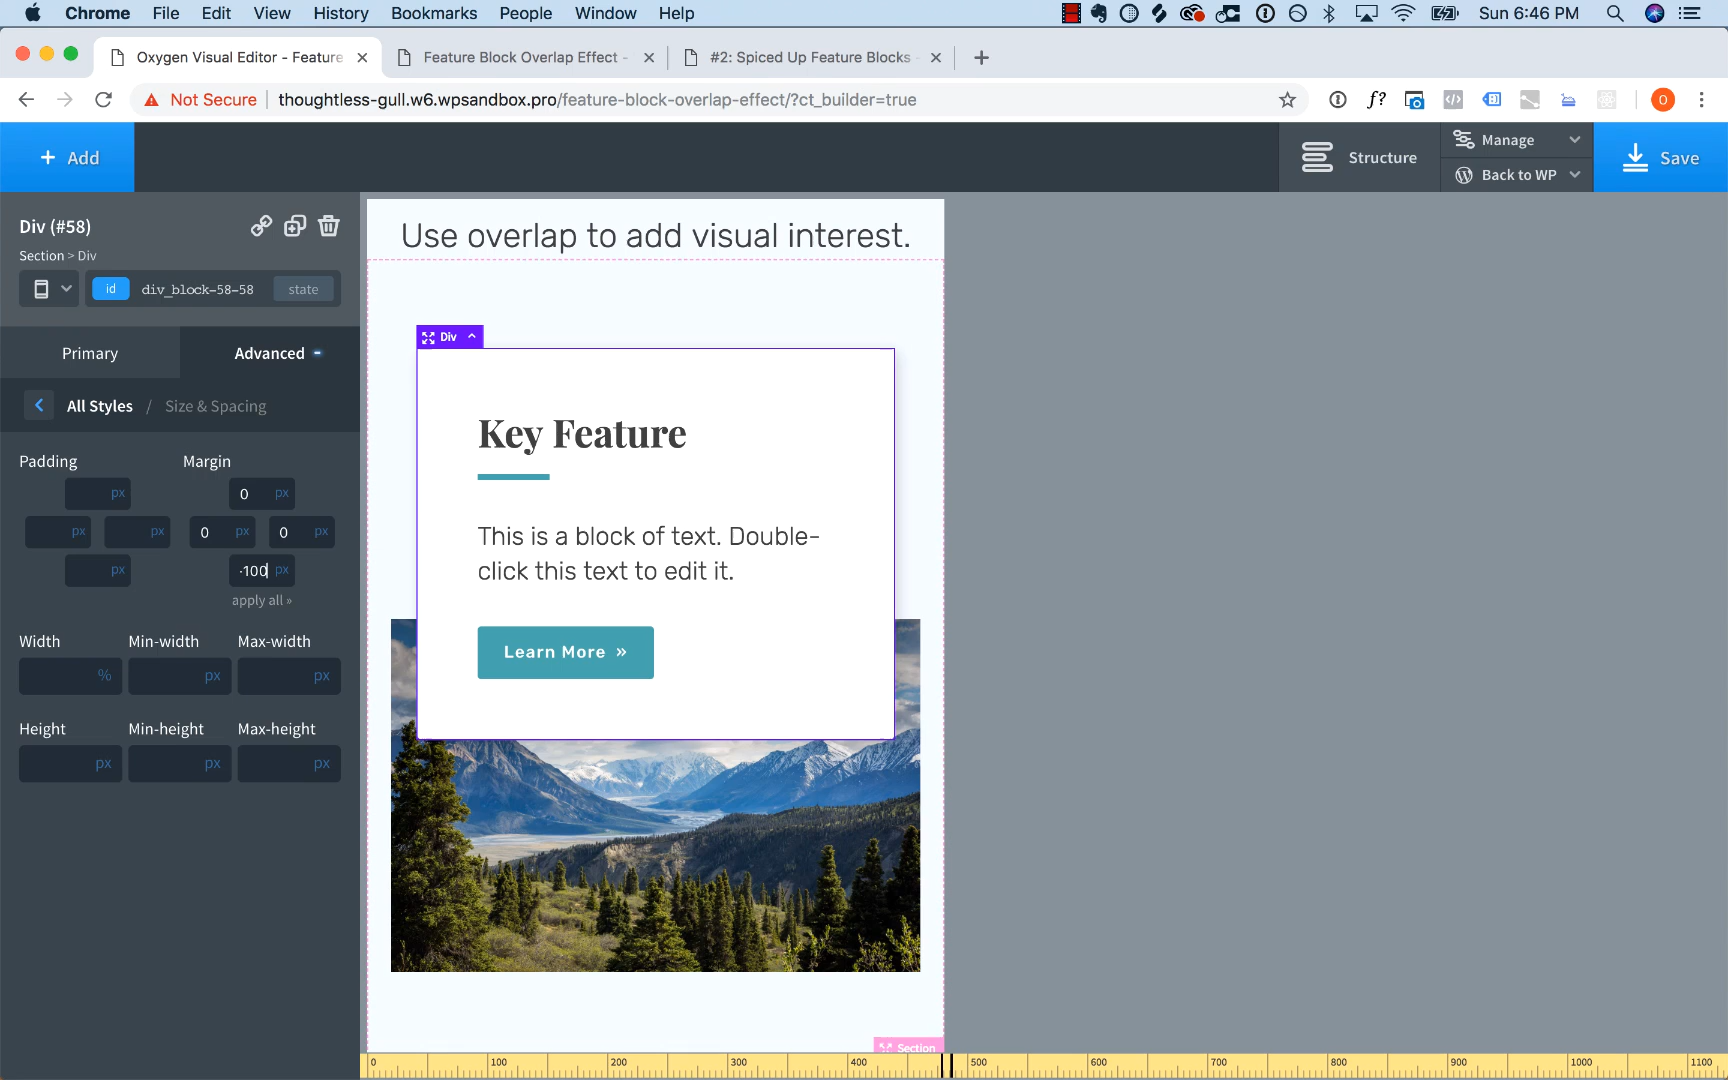 Chrome File Edit View History Bookmarks People Window Help Sun 6:46 PM
Oxygen Visual Editor - Feature
Feature Block Overlap Effect -
#2: Spiced Up Feature Blocks -
Not Secure thoughtless-gull.w6.wpsandbox.pro/feature-block-overlap-effect/?ct_builder=true
f?
O
+ Add
Structure
Manage
Back to WP
Save
Div (#58)
Section > Div
id div_block-58-58 state
Primary Advanced
All Styles / Size & Spacing
Padding Margin
px 0 px
px px 0 px 0 px
px -100 px
apply all »
Width Min-width Max-width
% px px
Height Min-height Max-height
px px px
Use overlap to add visual interest.
Div
Key Feature
This is a block of text. Double-
click this text to edit it.
Learn More »
Section
0 100 200 300 400 500 600 700 800 900 1000 1100